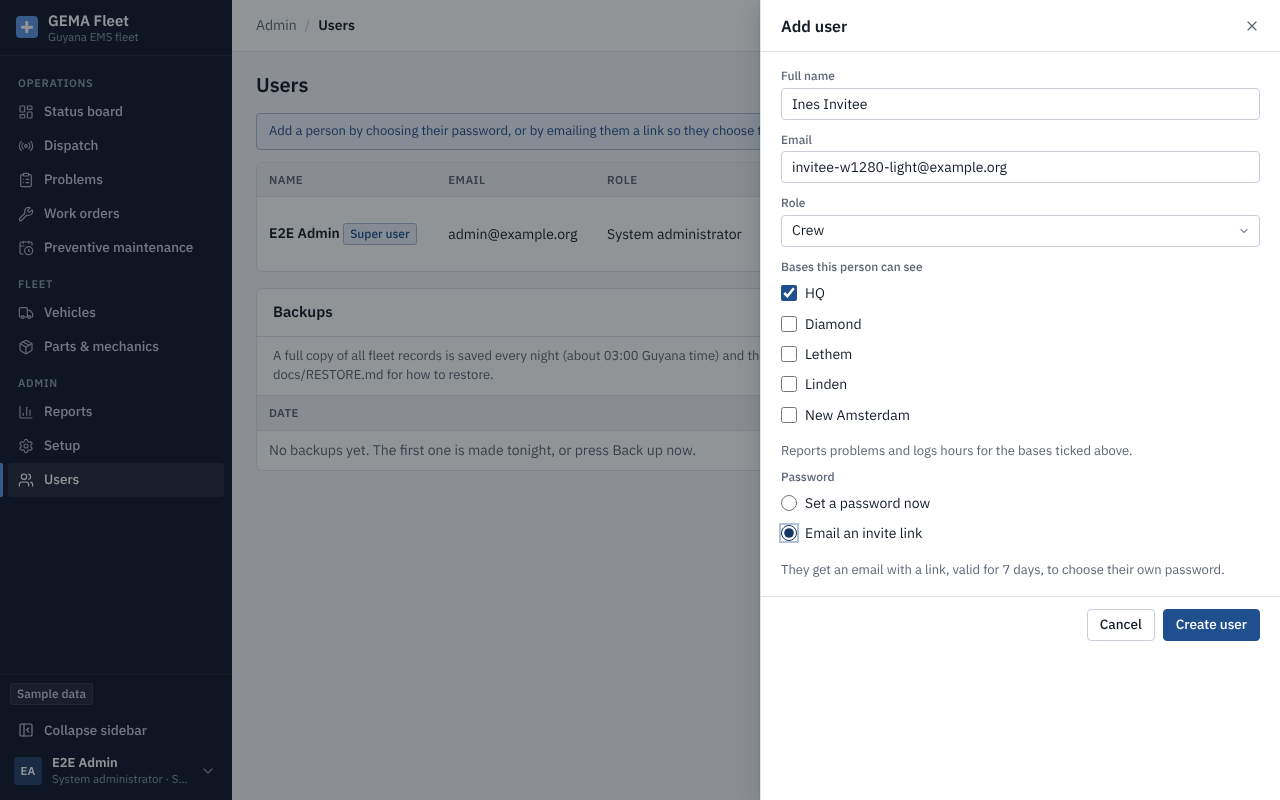 GEMA Fleet
Guyana EMS fleet
OPERATIONS
Status board
Dispatch
Problems
Work orders
Preventive maintenance
FLEET
Vehicles
Parts & mechanics
ADMIN
Reports
Setup
Users
Sample data
Collapse sidebar
EA
E2E Admin
System administrator · S...
Admin / Users
Users
Add a person by choosing their password, or by emailing them a link so they choose
NAME EMAIL ROLE
E2E Admin Super user admin@example.org System administrator
Backups
A full copy of all fleet records is saved every night (about 03:00 Guyana time) and
docs/RESTORE.md for how to restore.
DATE
No backups yet. The first one is made tonight, or press Back up now.
Add user
Full name
Ines Invitee
Email
invitee-w1280-light@example.org
Role
Crew
Bases this person can see
HQ
Diamond
Lethem
Linden
New Amsterdam
Reports problems and logs hours for the bases ticked above.
Password
Set a password now
Email an invite link
They get an email with a link, valid for 7 days, to choose their own password.
Cancel
Create user